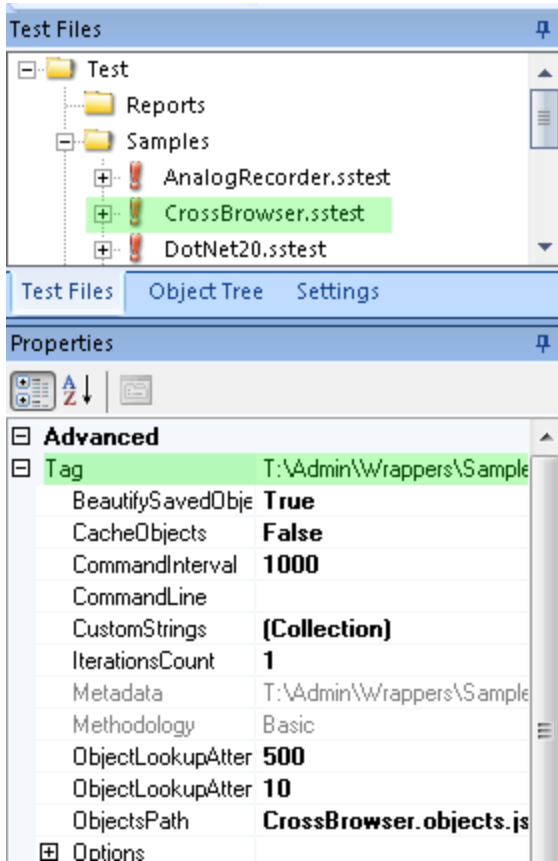 Test Files
Test
Reports
Samples
AnalogRecorder.sstest
CrossBrowser.sstest
DotNet20.sstest
Test Files Object Tree Settings
Properties
A
Z
Advanced
Tag T:\Admin\Wrappers\Sample
BeautifySavedObje True
CacheObjects False
CommandInterval 1000
CommandLine
CustomStrings (Collection)
IterationsCount 1
Metadata T:\Admin\Wrappers\Sample
Methodology Basic
ObjectLookupAtter 500
ObjectLookupAtter 10
ObjectsPath CrossBrowser.objects.js
Options